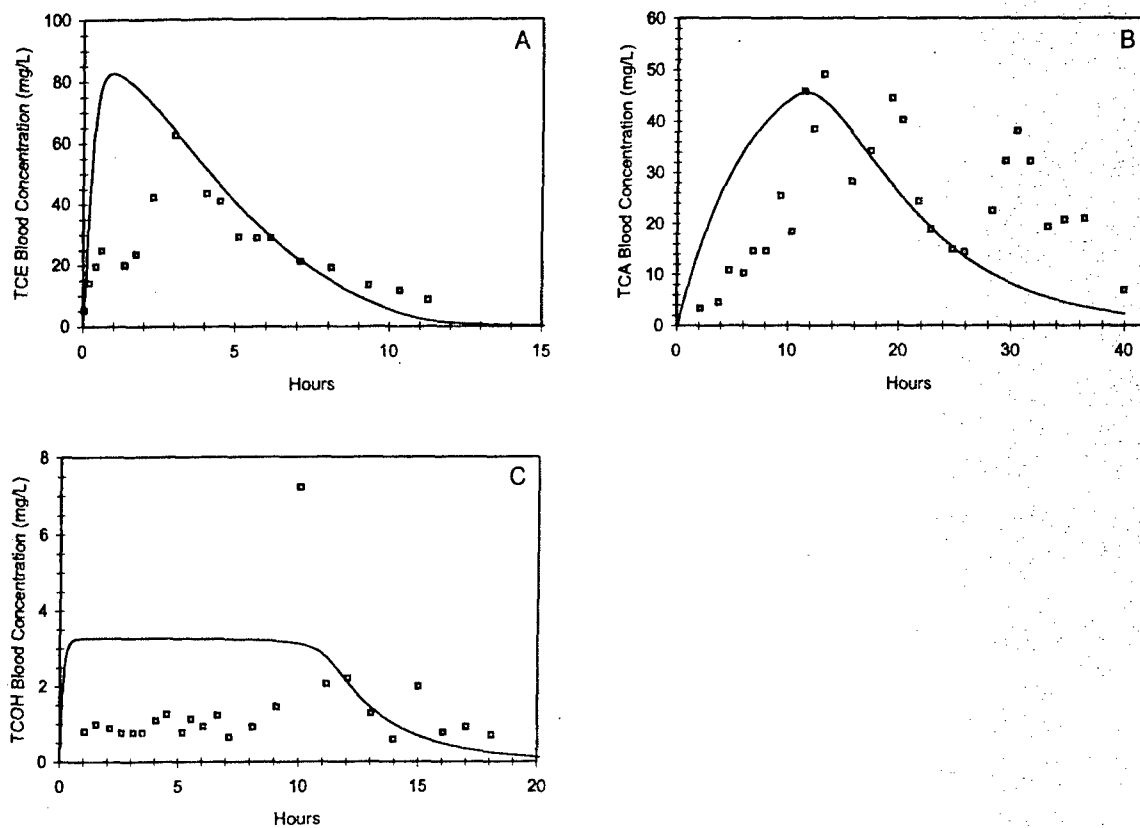 A
TCE Blood Concentration (mg/L)
100
80
60
40
20
0
0 5 10 15
Hours
B
TCA Blood Concentration (mg/L)
60
50
40
30
20
10
0
0 10 20 30 40
Hours
C
TCOH Blood Concentration (mg/L)
8
6
4
2
0
0 5 10 15 20
Hours